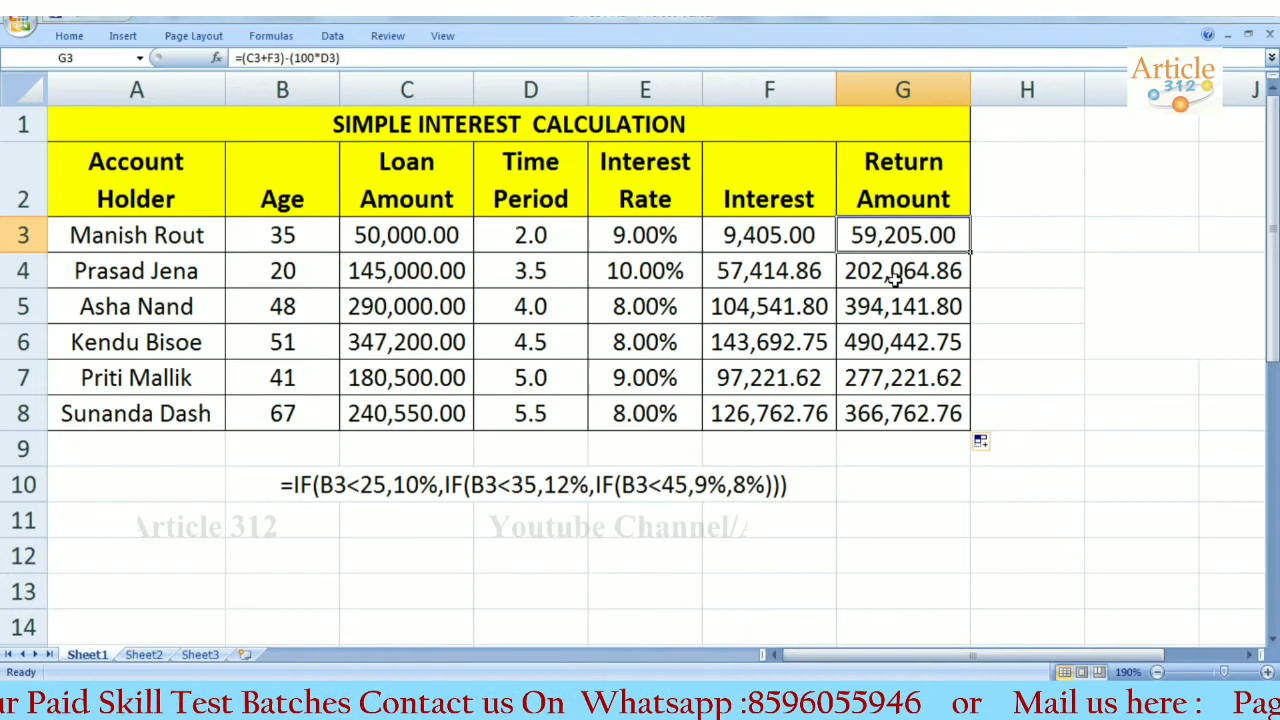 Home Insert Page Layout Formulas Data Review View
G3 fx =(C3+F3)-(100*D3)
Article
312
A B C D E F G H J
1 SIMPLE INTEREST CALCULATION
Account Loan Time Interest Return
2 Holder Age Amount Period Rate Interest Amount
3 Manish Rout 35 50,000.00 2.0 9.00% 9,405.00 59,205.00
4 Prasad Jena 20 145,000.00 3.5 10.00% 57,414.86 202,064.86
5 Asha Nand 48 290,000.00 4.0 8.00% 104,541.80 394,141.80
6 Kendu Bisoe 51 347,200.00 4.5 8.00% 143,692.75 490,442.75
7 Priti Mallik 41 180,500.00 5.0 9.00% 97,221.62 277,221.62
8 Sunanda Dash 67 240,550.00 5.5 8.00% 126,762.76 366,762.76
9
10 =IF(B3<25,10%,IF(B3<35,12%,IF(B3<45,9%,8%)))
11 Article 312 Youtube Channel/
12
13
14
Sheet1 Sheet2 Sheet3
Ready 190%
ur Paid Skill Test Batches Contact us On Whatsapp :8596055946 or Mail us here : Pag